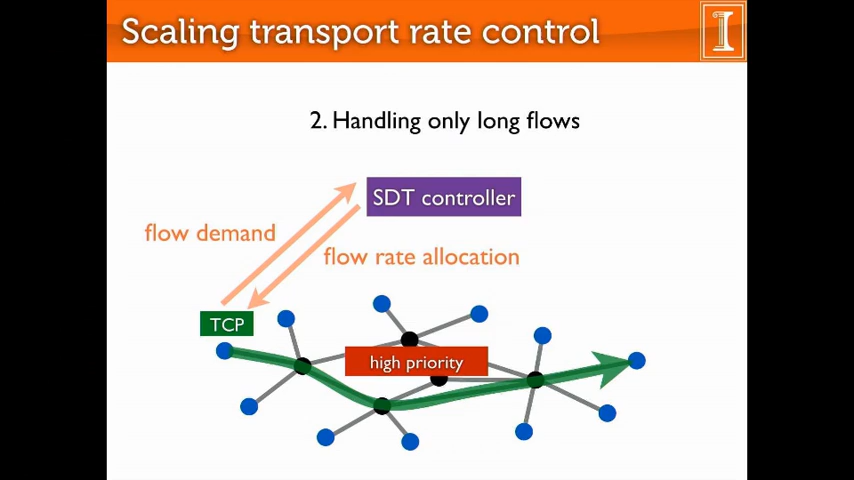 Scaling transport rate control
2. Handling only long flows
SDT controller
flow demand
flow rate allocation
TCP
high priority